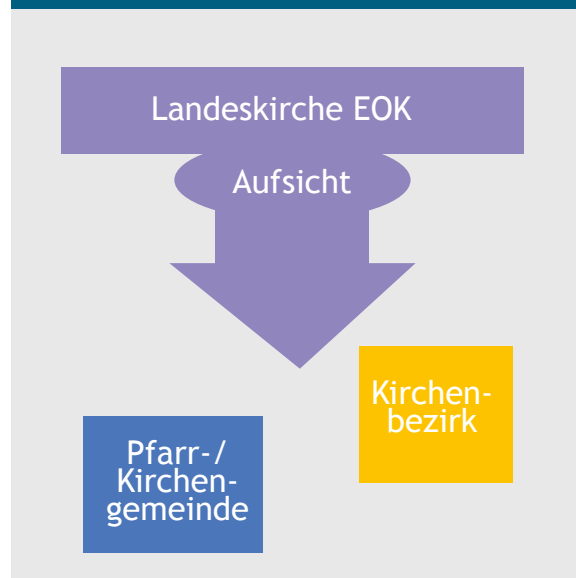 Landeskirche EOK
Aufsicht
Kirchen-
bezirk
Pfarr-/
Kirchen-
gemeinde